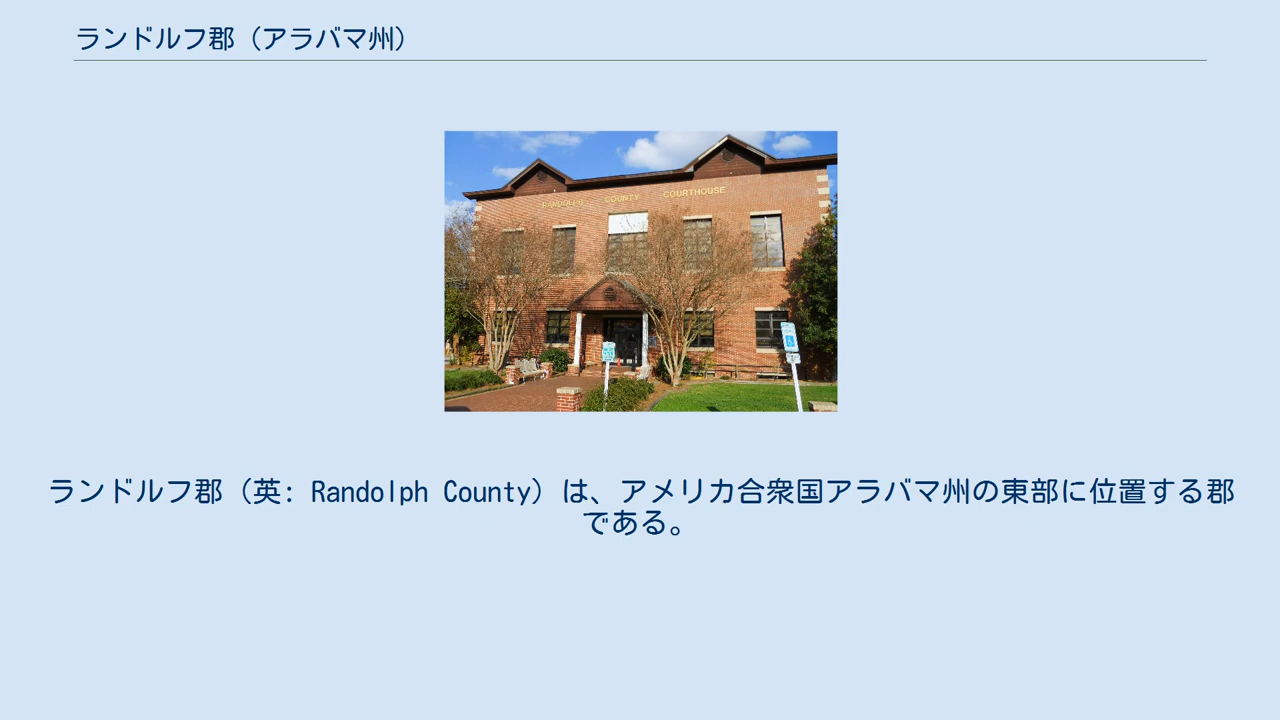 ランドルフ郡（アラバマ州）
RANDOLPH COUNTY COURTHOUSE
ランドルフ郡（英: Randolph County）は、アメリカ合衆国アラバマ州の東部に位置する郡
である。